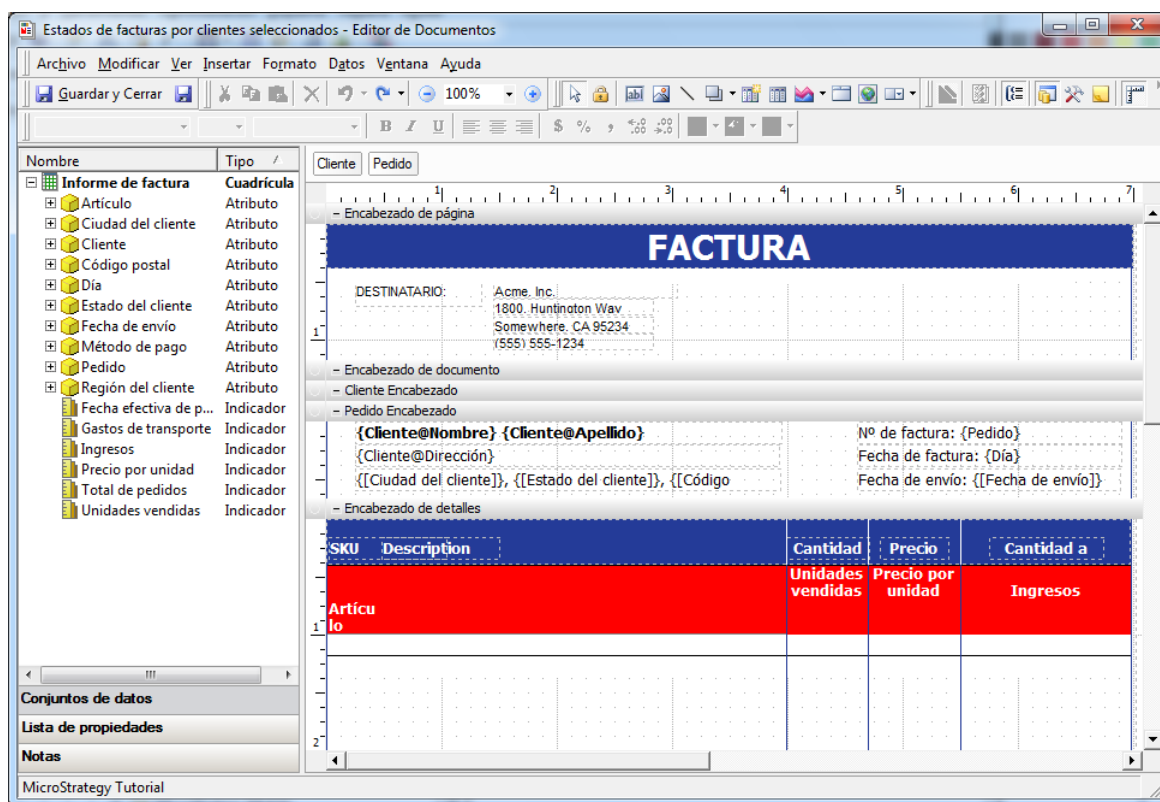 Estados de facturas por clientes seleccionados - Editor de Documentos
Archivo Modificar Ver Insertar Formato Datos Ventana Ayuda
Guardar y Cerrar 100%
B I U $ % ,
Nombre Tipo
Informe de factura Cuadrícula
Artículo Atributo
Ciudad del cliente Atributo
Cliente Atributo
Código postal Atributo
Día Atributo
Estado del cliente Atributo
Fecha de envío Atributo
Método de pago Atributo
Pedido Atributo
Región del cliente Atributo
Fecha efectiva de p... Indicador
Gastos de transporte Indicador
Ingresos Indicador
Precio por unidad Indicador
Total de pedidos Indicador
Unidades vendidas Indicador
Conjuntos de datos
Lista de propiedades
Notas
Cliente Pedido
1 2 3 4 5 6 7
– Encabezado de página
FACTURA
DESTINATARIO: Acme, Inc.
1800, Huntington Way
Somewhere, CA 95234
1
(555) 555-1234
– Encabezado de documento
– Cliente Encabezado
– Pedido Encabezado
{Cliente@Nombre} {Cliente@Apellido} Nº de factura: {Pedido}
{Cliente@Dirección} Fecha de factura: {Día}
{[Ciudad del cliente]}, {[Estado del cliente]}, {[Código Fecha de envío: {[Fecha de envío]}
– Encabezado de detalles
SKU Description Cantidad Precio Cantidad a
Unidades vendidas Precio por unidad Ingresos
Artícu
lo
1
2
MicroStrategy Tutorial